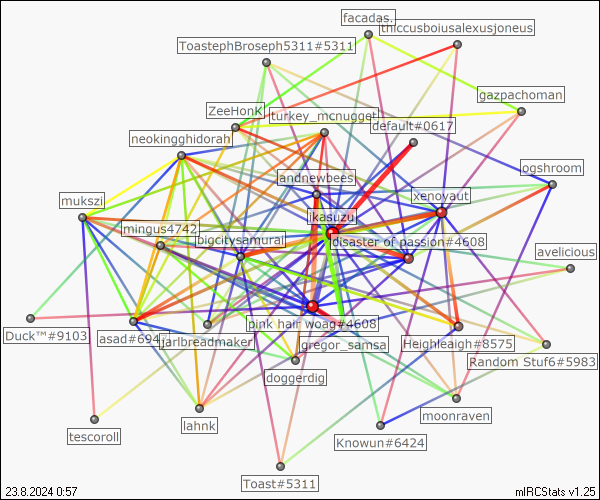 facadas.
thiccusboiusalexusjoneus
ToastephBroseph5311#5311
gazpachoman
ZeeHonK
turkey_mcnugget
default#0617
neokingghidorah
ogshroom
andnewbees
xenoyaut
mukszi
ikasuzu
mingus4742
bigcitysamurai
disaster of passion#4608
avelicious
pink hair woag#4608
Duck™#9103
asad#694
jarlbreadmaker
gregor_samsa
Heighleaigh#8575
Random Stuf6#5983
doggerdig
lahnk
moonraven
tescoroll
Knowun#6424
Toast#5311
23.8.2024 0:57
mIRCStats v1.25